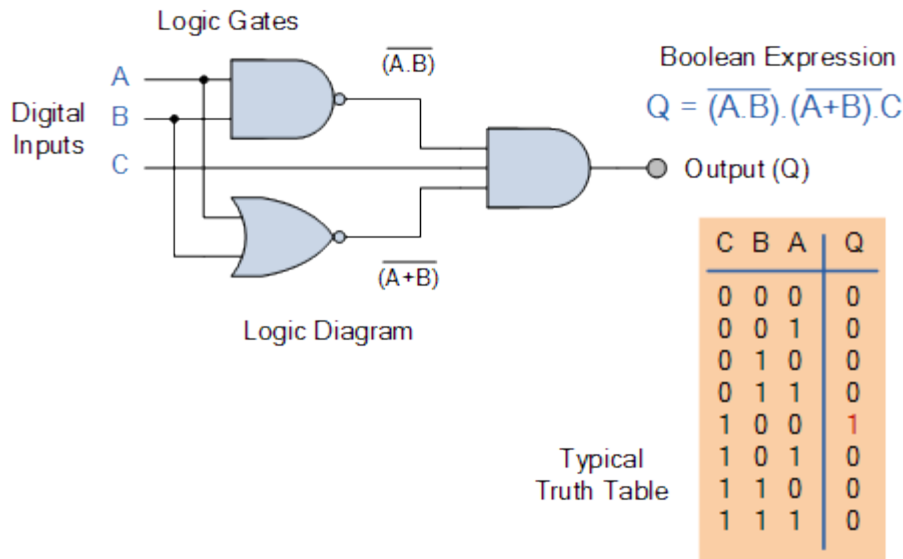 Logic Gates
A
B
C
Digital
Inputs
(A̅.̅B̅)̅
(A̅+̅B̅)̅
Logic Diagram
Boolean Expression
Q = (A̅.̅B̅)̅.(A̅+̅B̅)̅.C
Output (Q)
C B A Q
0 0 0 0
0 0 1 0
0 1 0 0
0 1 1 0
1 0 0 1
1 0 1 0
1 1 0 0
1 1 1 0
Typical
Truth Table